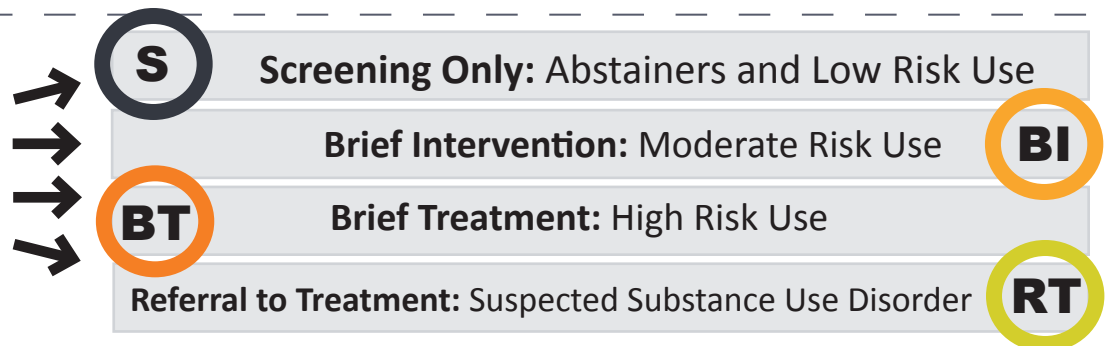 S
Screening Only: Abstainers and Low Risk Use
Brief Intervention: Moderate Risk Use
BI
BT
Brief Treatment: High Risk Use
Referral to Treatment: Suspected Substance Use Disorder
RT